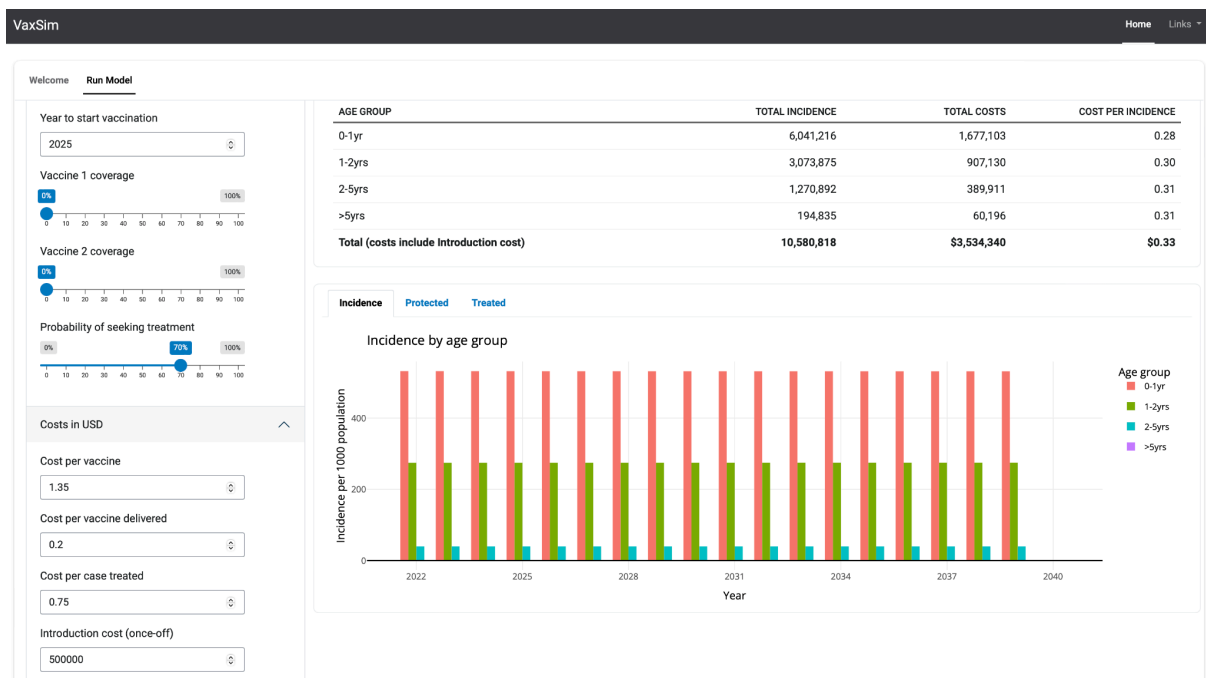 VaxSim
Home Links
Welcome Run Model
Year to start vaccination
2025
Vaccine 1 coverage
0% 100%
0 10 20 30 40 50 60 70 80 90 100
Vaccine 2 coverage
0% 100%
0 10 20 30 40 50 60 70 80 90 100
Probability of seeking treatment
0% 70% 100%
0 10 20 30 40 50 60 70 80 90 100
Costs in USD
Cost per vaccine
1.35
Cost per vaccine delivered
0.2
Cost per case treated
0.75
Introduction cost (once-off)
500000
AGE GROUP TOTAL INCIDENCE TOTAL COSTS COST PER INCIDENCE
0-1yr 6,041,216 1,677,103 0.28
1-2yrs 3,073,875 907,130 0.30
2-5yrs 1,270,892 389,911 0.31
>5yrs 194,835 60,196 0.31
Total (costs include Introduction cost) 10,580,818 $3,534,340 $0.33
Incidence Protected Treated
Incidence by age group
Incidence per 1000 population
400
200
0
2022 2025 2028 2031 2034 2037 2040
Year
Age group
0-1yr
1-2yrs
2-5yrs
>5yrs